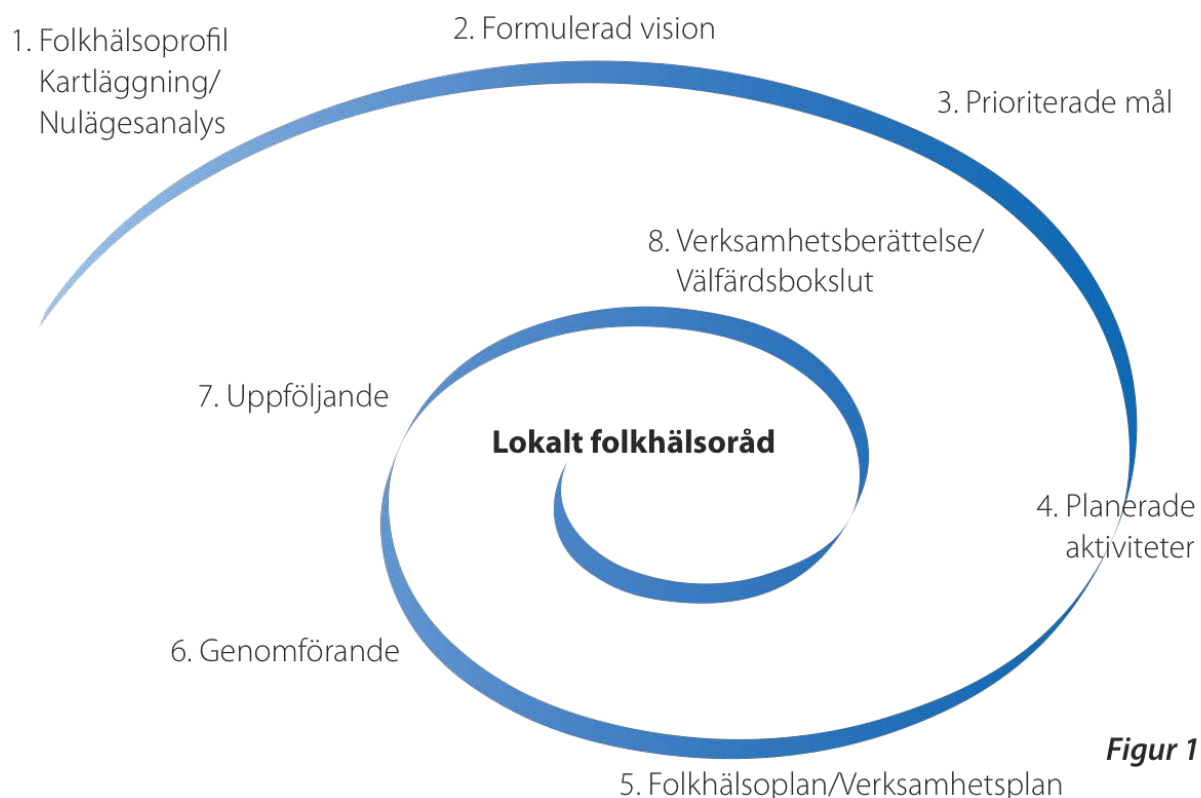 1. Folkhälsoprofil
Kartläggning/
Nulägesanalys
2. Formulerad vision
3. Prioriterade mål
8. Verksamhetsberättelse/
Välfärdsbokslut
7. Uppföljande
Lokalt folkhälsoråd
4. Planerade
aktiviteter
6. Genomförande
Figur 1
5. Folkhälsoplan/Verksamhetsplan